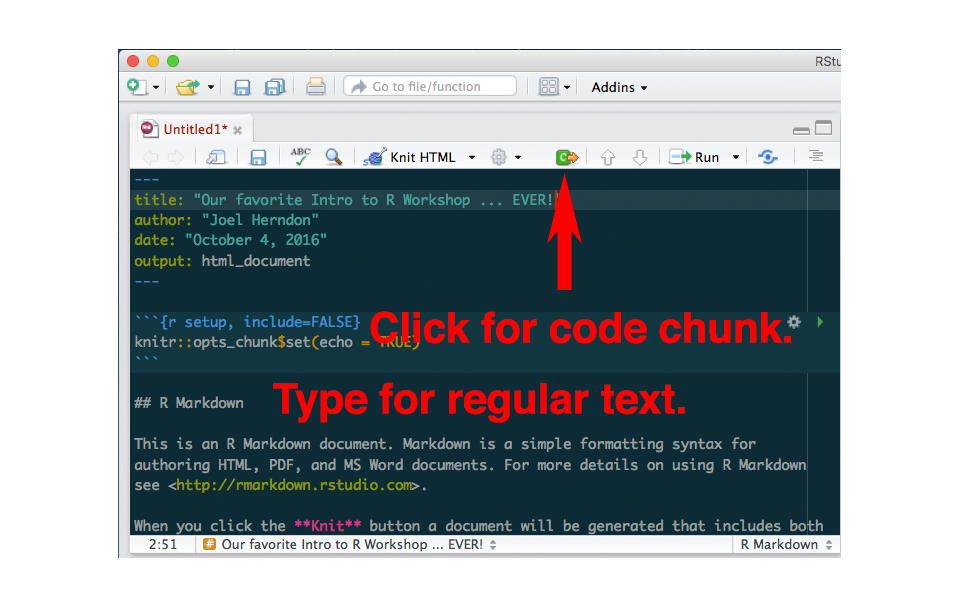 RStu
Go to file/function
Addins
Untitled1*
ABC
Knit HTML
C
Run
---
title: "Our favorite Intro to R Workshop ... EVER!"
author: "Joel Herndon"
date: "October 4, 2016"
output: html_document
---
```{r setup, include=FALSE}
Click for code chunk.
knitr::opts_chunk$set(echo = TRUE)
```
Type for regular text.
## R Markdown
This is an R Markdown document. Markdown is a simple formatting syntax for
authoring HTML, PDF, and MS Word documents. For more details on using R Markdown
see <http://rmarkdown.rstudio.com>.
When you click the **Knit** button a document will be generated that includes both
2:51
# Our favorite Intro to R Workshop ... EVER!
R Markdown